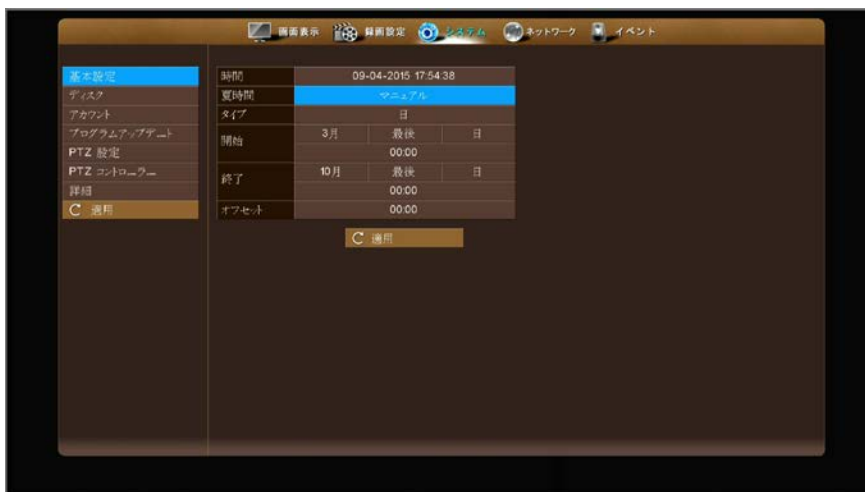 画面表示 録画設定 システム ネットワーク イベント
基本設定
ディスク
アカウント
プログラムアップデート
PTZ 設定
PTZ コントローラー
詳細
適用
時間 09-04-2015 17:54:38
夏時間 マニュアル
タイプ 日
開始 3月 最後 日
00:00
終了 10月 最後 日
00:00
オフセット 00:00
適用